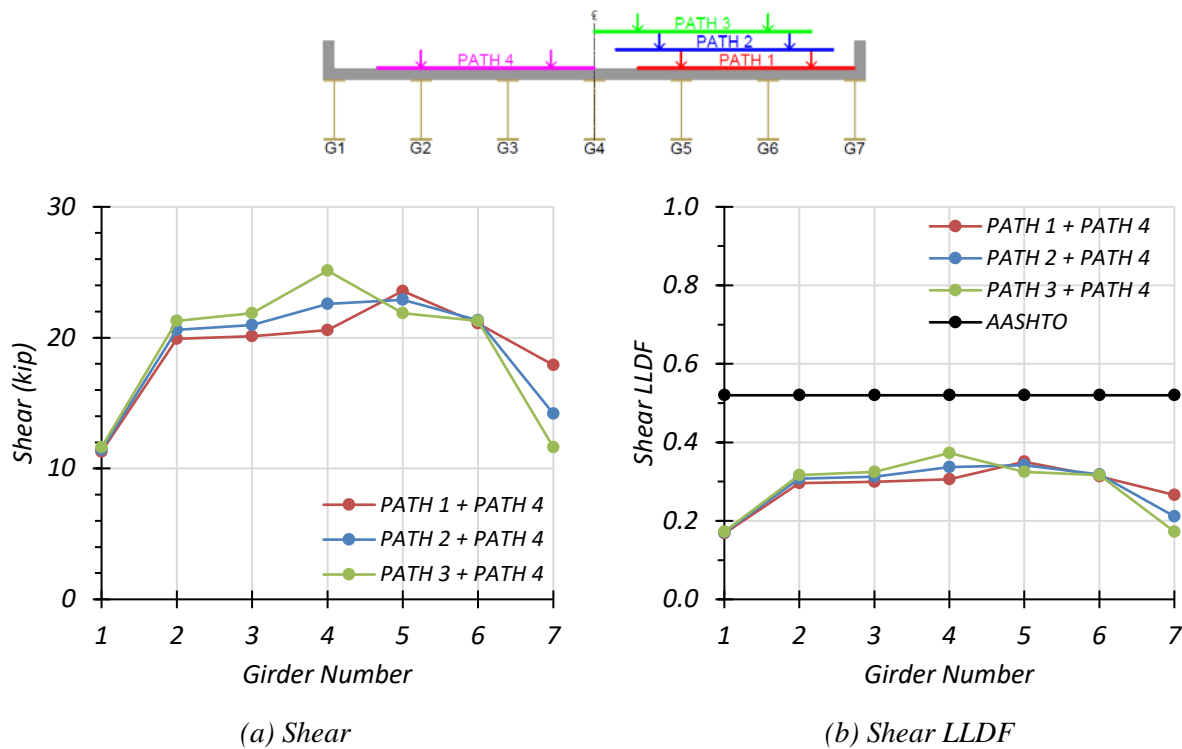 ℄
PATH 3
PATH 2
PATH 4
PATH 1
G1 G2 G3 G4 G5 G6 G7
30
20
10
0
Shear (kip)
PATH 1 + PATH 4
PATH 2 + PATH 4
PATH 3 + PATH 4
1 2 3 4 5 6 7
Girder Number
(a) Shear
1.0
0.8
0.6
0.4
0.2
0.0
Shear LLDF
PATH 1 + PATH 4
PATH 2 + PATH 4
PATH 3 + PATH 4
AASHTO
1 2 3 4 5 6 7
Girder Number
(b) Shear LLDF